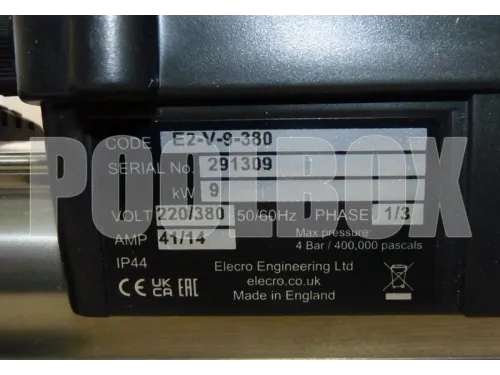 CODE E2-V-9-380
SERIAL No. 291309
kW 9
VOLT 220/380 50/60Hz PHASE 1/3
AMP 41/14 Max pressure:
4 Bar / 400,000 pascals
IP44 Elecro Engineering Ltd
elecro.co.uk
CE UKCA EAC Made in England
POOLBOX